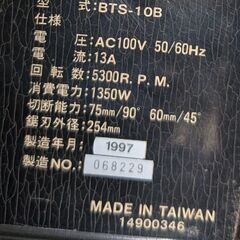 型 式: BTS-10B
仕様
電 圧: AC100V 50/60Hz
電 流: 13A
回 転 数: 5300R.P.M.
消費電力: 1350W
切断能力: 75mm/90° 60mm/45°
鋸刃外径: 254mm
製造年月: 1997
製造NO.: 068229
MADE IN TAIWAN
14900346